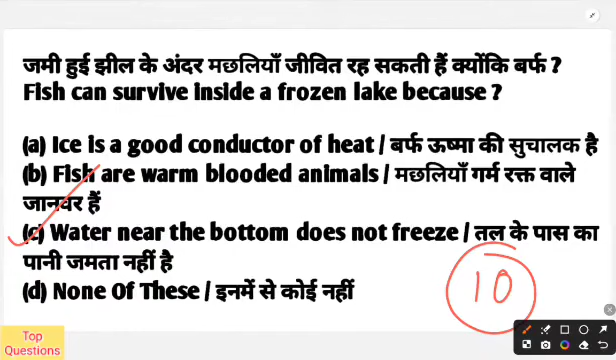 जमी हुई झील के अंदर मछलियाँ जीवित रह सकती हैं क्योंकि बर्फ ?
Fish can survive inside a frozen lake because ?
(a) Ice is a good conductor of heat / बर्फ ऊष्मा की सुचालक है
(b) Fish are warm blooded animals / मछलियाँ गर्म रक्त वाले
जानवर हैं
(c) Water near the bottom does not freeze / तल के पास का
पानी जमता नहीं है
(d) None Of These / इनमें से कोई नहीं
10
Top
Questions